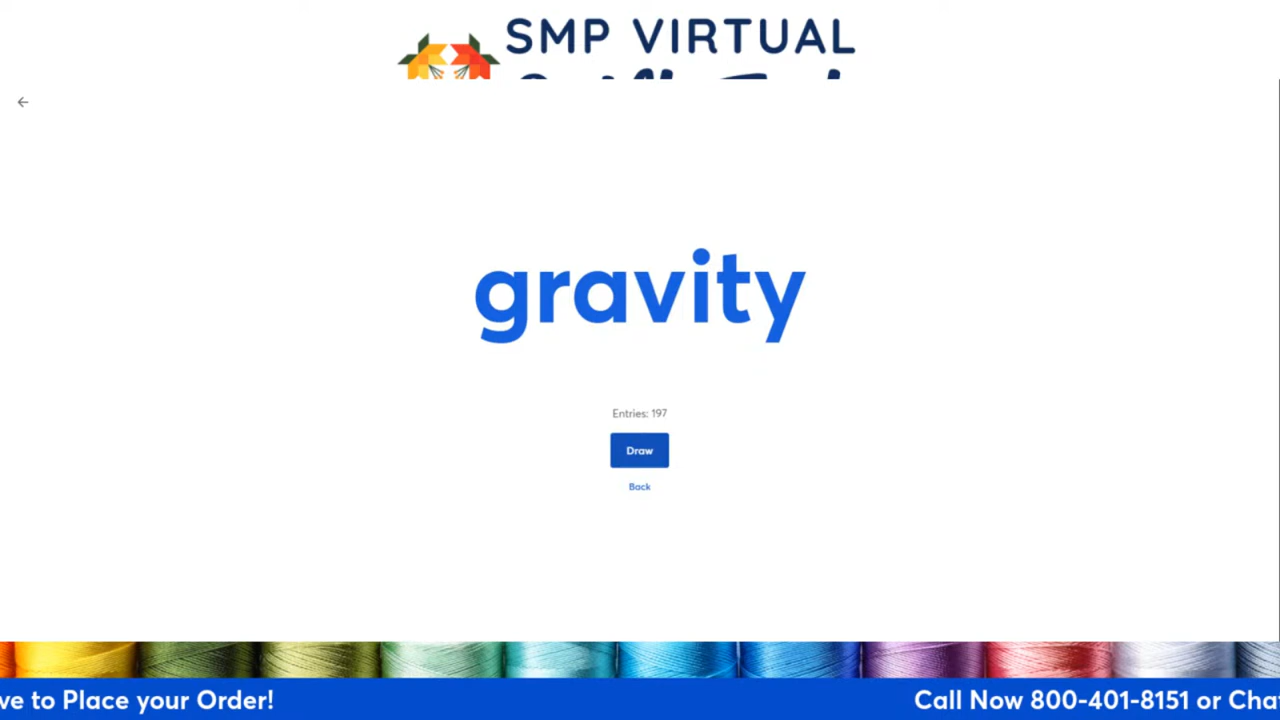 SMP VIRTUAL
gravity
Entries: 197
Draw
Back
ve to Place your Order!
Call Now 800-401-8151 or Cha